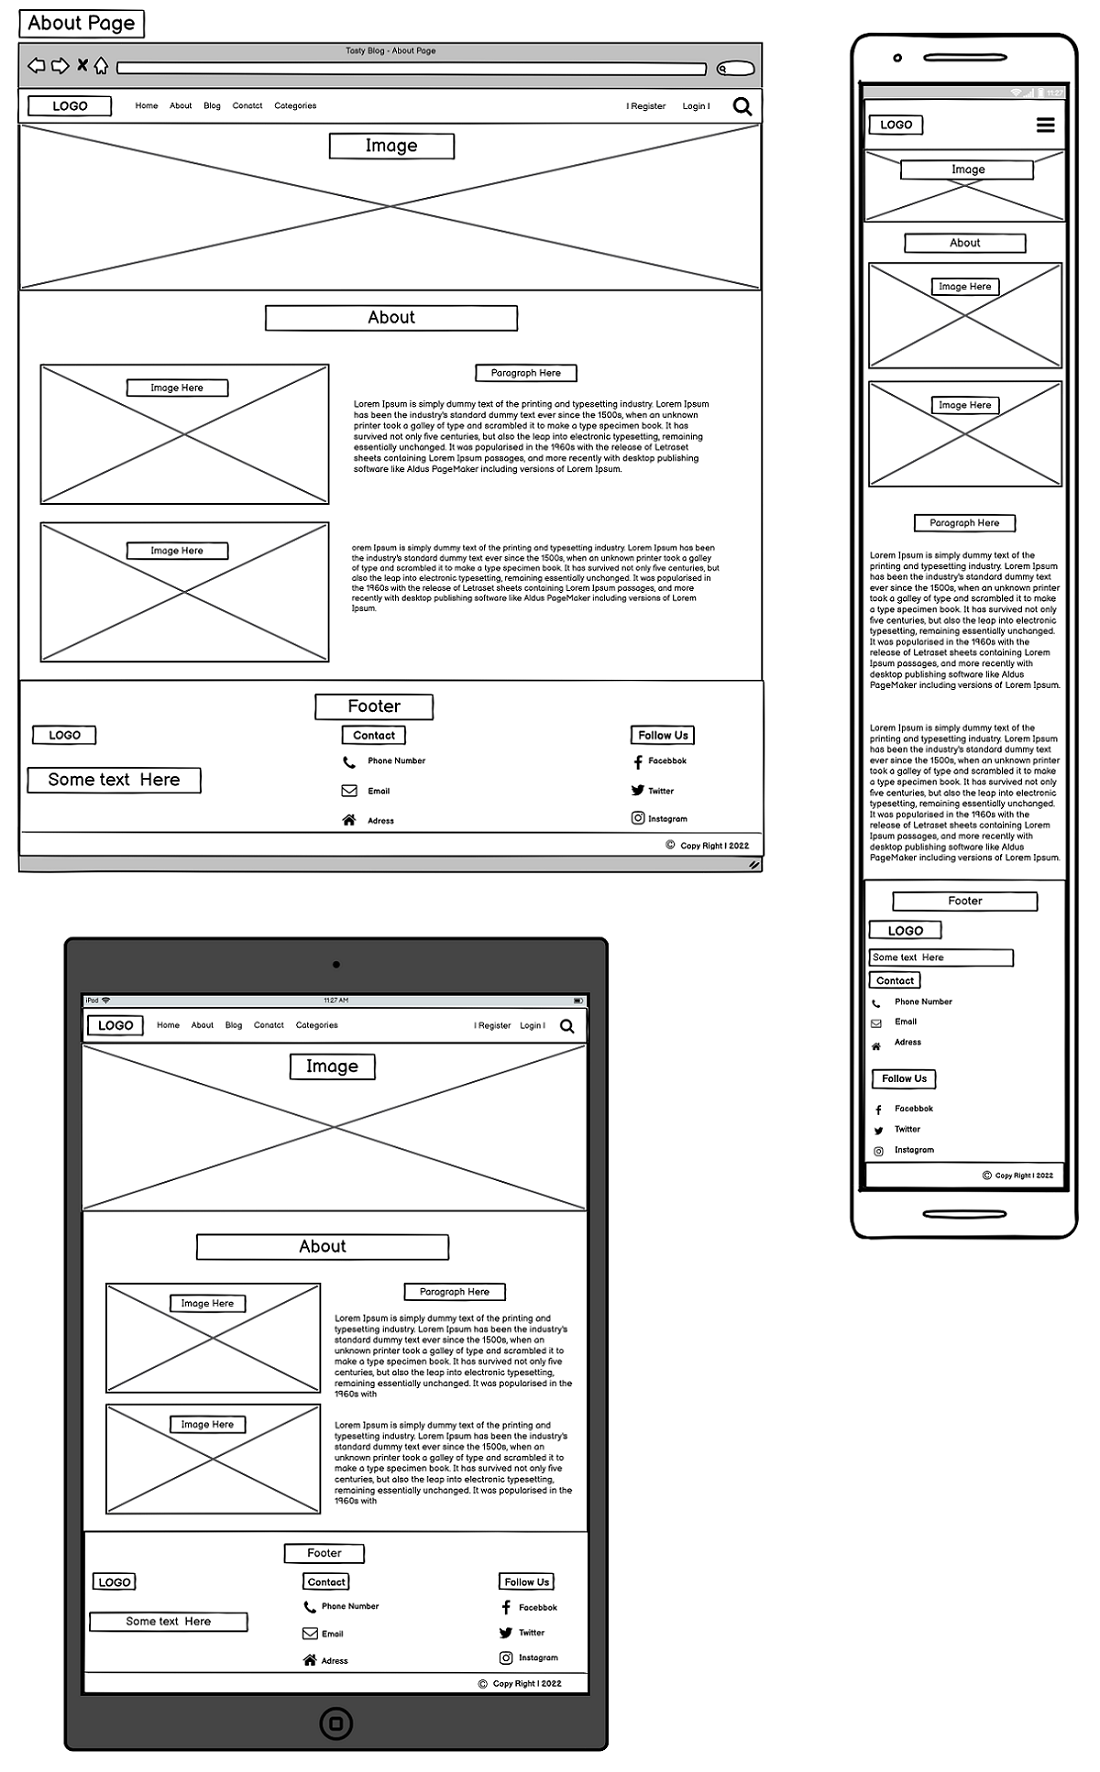 About Page
Tasty Blog - About Page
LOGO Home About Blog Conatct Categories | Register Login |
Image
About
Image Here
Paragraph Here
Lorem Ipsum is simply dummy text of the printing and typesetting industry. Lorem Ipsum
has been the industry's standard dummy text ever since the 1500s, when an unknown
printer took a galley of type and scrambled it to make a type specimen book. It has
survived not only five centuries, but also the leap into electronic typesetting, remaining
essentially unchanged. It was popularised in the 1960s with the release of Letraset
sheets containing Lorem Ipsum passages, and more recently with desktop publishing
software like Aldus PageMaker including versions of Lorem Ipsum.
Image Here
orem Ipsum is simply dummy text of the printing and typesetting industry. Lorem Ipsum has been
the industry's standard dummy text ever since the 1500s, when an unknown printer took a galley
of type and scrambled it to make a type specimen book. It has survived not only five centuries, but
also the leap into electronic typesetting, remaining essentially unchanged. It was popularised in
the 1960s with the release of Letraset sheets containing Lorem Ipsum passages, and more
recently with desktop publishing software like Aldus PageMaker including versions of Lorem
Ipsum.
Footer
LOGO
Some text Here
Contact
Phone Number
Email
Adress
Follow Us
Facebbok
Twitter
Instagram
© Copy Right | 2022
11:27
LOGO
Image
About
Image Here
Image Here
Paragraph Here
Lorem Ipsum is simply dummy text of the
printing and typesetting industry. Lorem Ipsum
has been the industry's standard dummy text
ever since the 1500s, when an unknown printer
took a galley of type and scrambled it to make
a type specimen book. It has survived not only
five centuries, but also the leap into electronic
typesetting, remaining essentially unchanged.
It was popularised in the 1960s with the
release of Letraset sheets containing Lorem
Ipsum passages, and more recently with
desktop publishing software like Aldus
PageMaker including versions of Lorem Ipsum.
Lorem Ipsum is simply dummy text of the
printing and typesetting industry. Lorem Ipsum
has been the industry's standard dummy text
ever since the 1500s, when an unknown printer
took a galley of type and scrambled it to make
a type specimen book. It has survived not only
five centuries, but also the leap into electronic
typesetting, remaining essentially unchanged.
It was popularised in the 1960s with the
release of Letraset sheets containing Lorem
Ipsum passages, and more recently with
desktop publishing software like Aldus
PageMaker including versions of Lorem Ipsum.
Footer
LOGO
Some text Here
Contact
Phone Number
Email
Adress
Follow Us
Facebbok
Twitter
Instagram
© Copy Right | 2022
iPad 11:27 AM
LOGO Home About Blog Conatct Categories | Register Login |
Image
About
Image Here
Paragraph Here
Lorem Ipsum is simply dummy text of the printing and
typesetting industry. Lorem Ipsum has been the industry's
standard dummy text ever since the 1500s, when an
unknown printer took a galley of type and scrambled it to
make a type specimen book. It has survived not only five
centuries, but also the leap into electronic typesetting,
remaining essentially unchanged. It was popularised in the
1960s with
Image Here
Lorem Ipsum is simply dummy text of the printing and
typesetting industry. Lorem Ipsum has been the industry's
standard dummy text ever since the 1500s, when an
unknown printer took a galley of type and scrambled it to
make a type specimen book. It has survived not only five
centuries, but also the leap into electronic typesetting,
remaining essentially unchanged. It was popularised in the
1960s with
Footer
LOGO
Some text Here
Contact
Phone Number
Email
Adress
Follow Us
Facebbok
Twitter
Instagram
© Copy Right | 2022